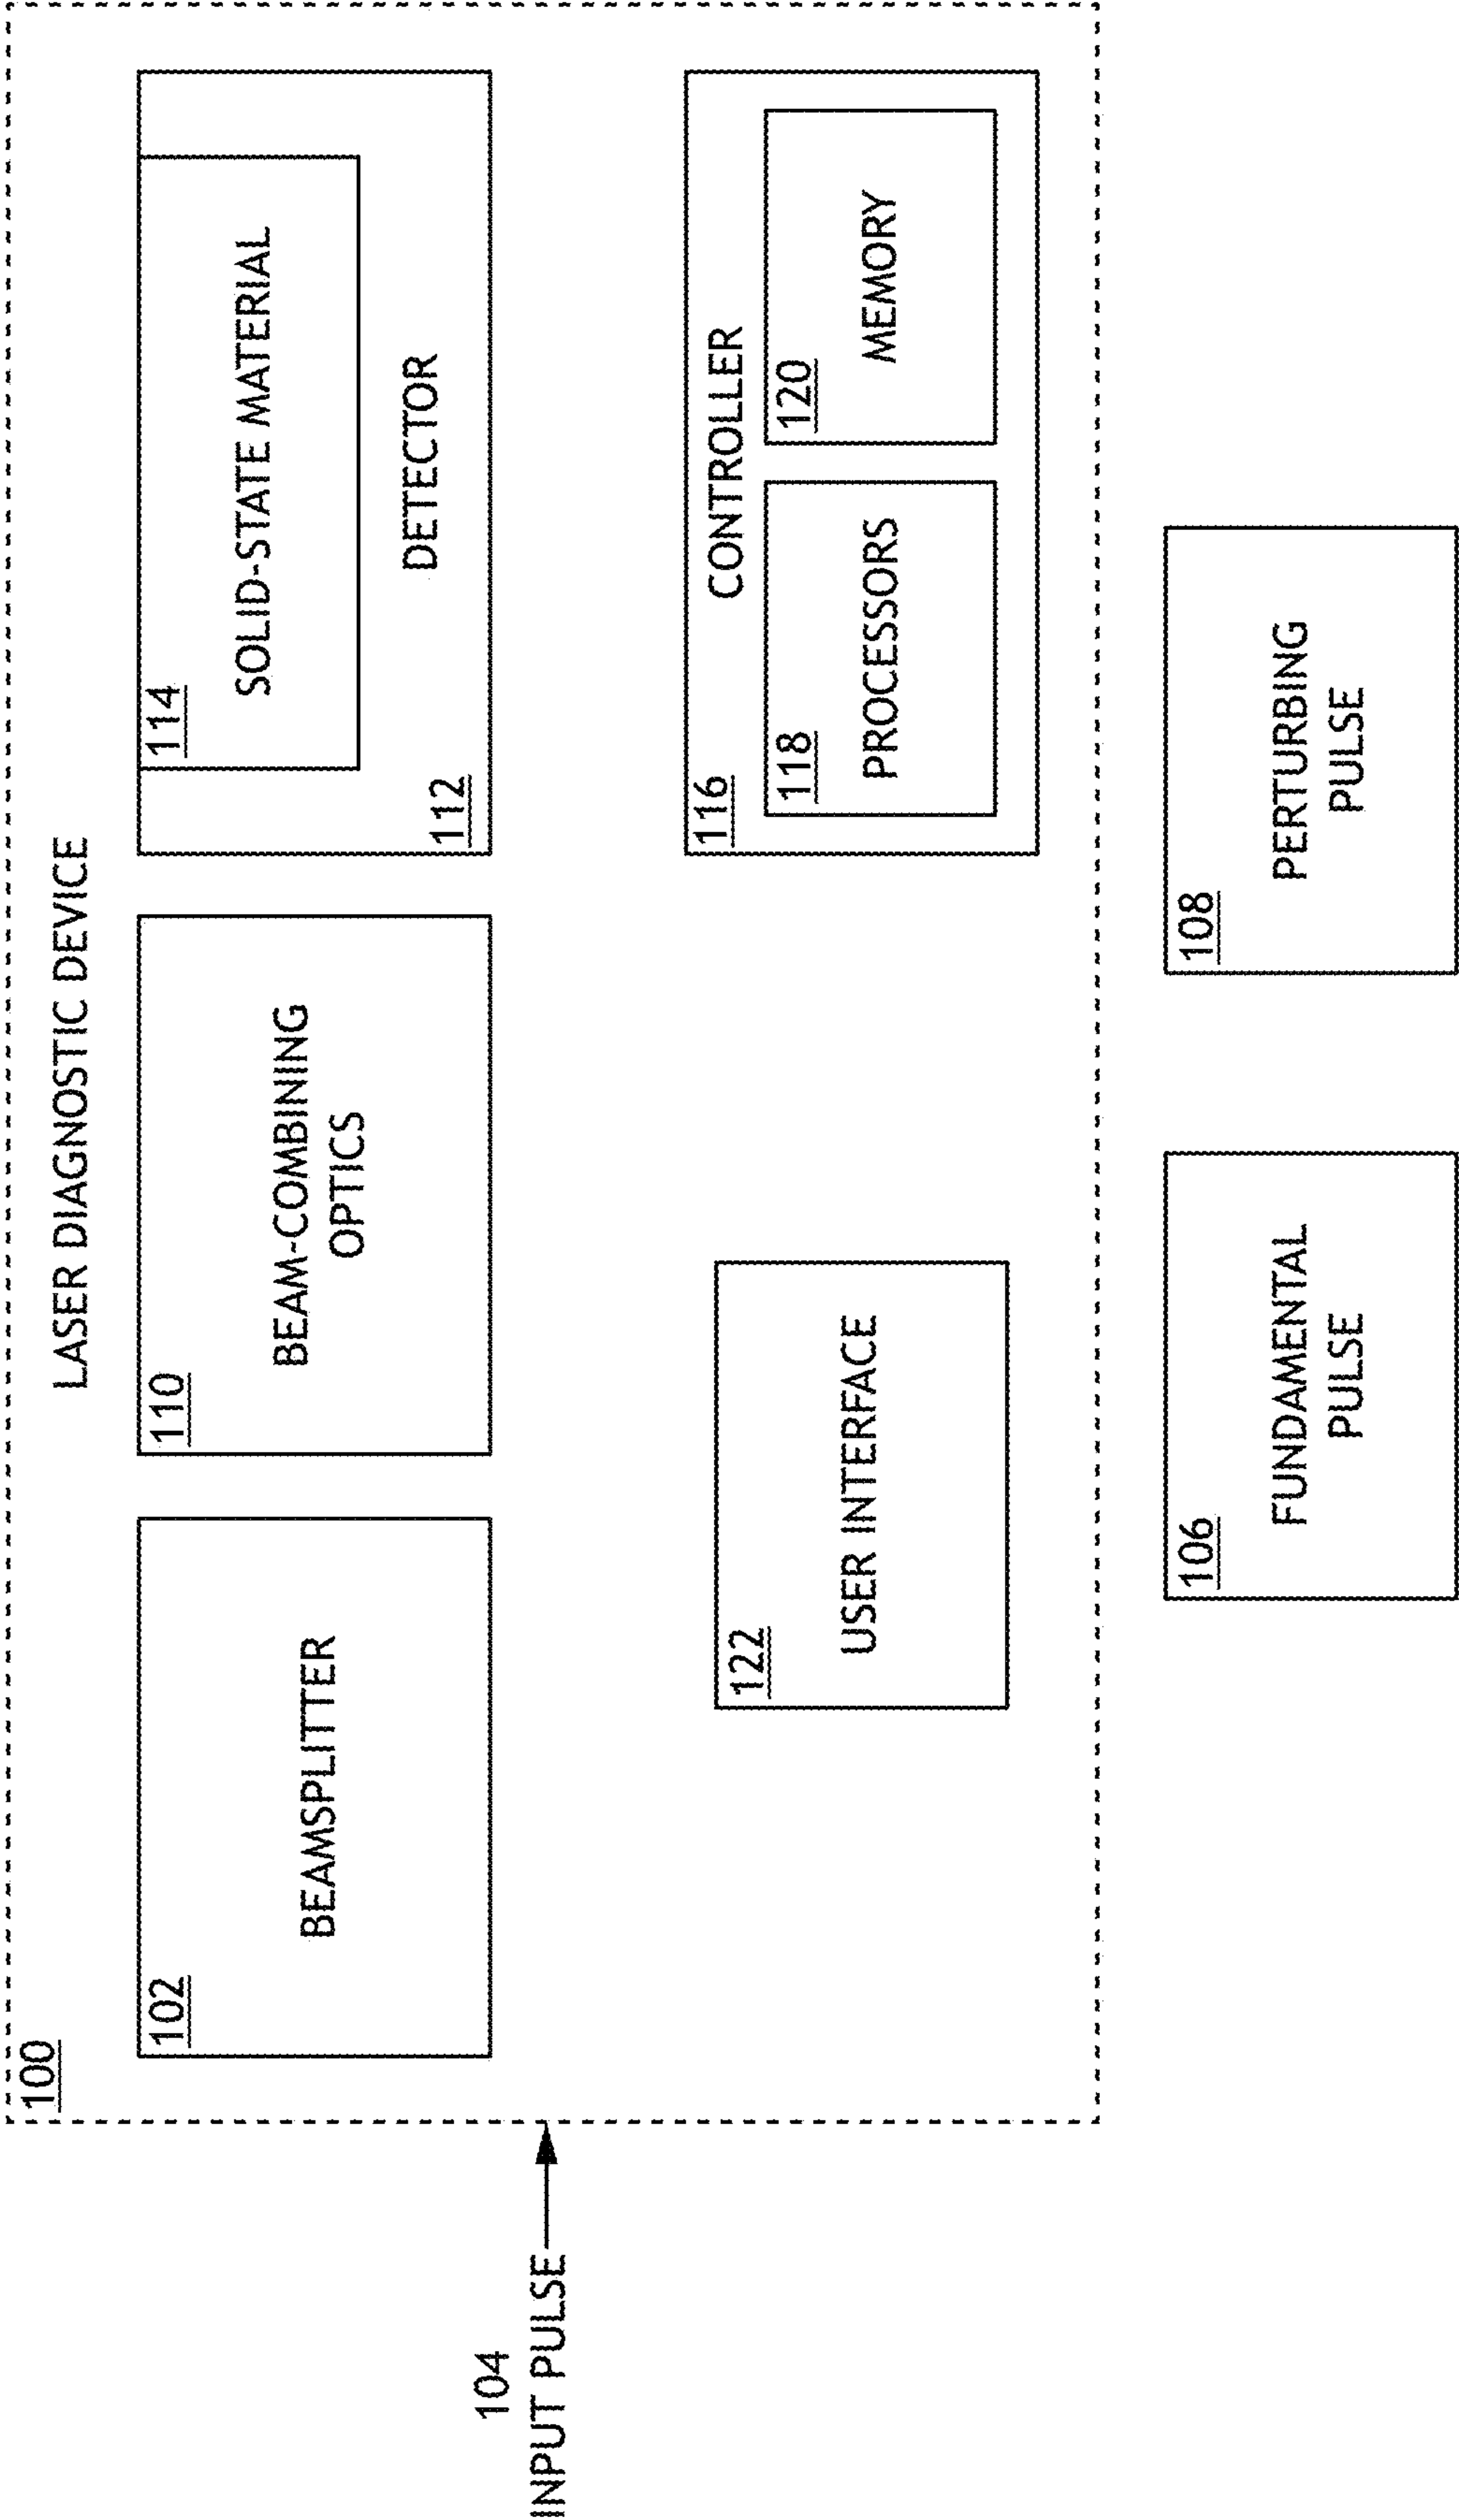 100
LASER DIAGNOSTIC DEVICE
102
BEAMSPLITTER
110
BEAM-COMBINING
OPTICS
114
SOLID-STATE MATERIAL
DETECTOR
112
104
INPUT PULSE
122
USER INTERFACE
116
CONTROLLER
118
PROCESSORS
120
MEMORY
106
FUNDAMENTAL
PULSE
108
PERTURBING
PULSE